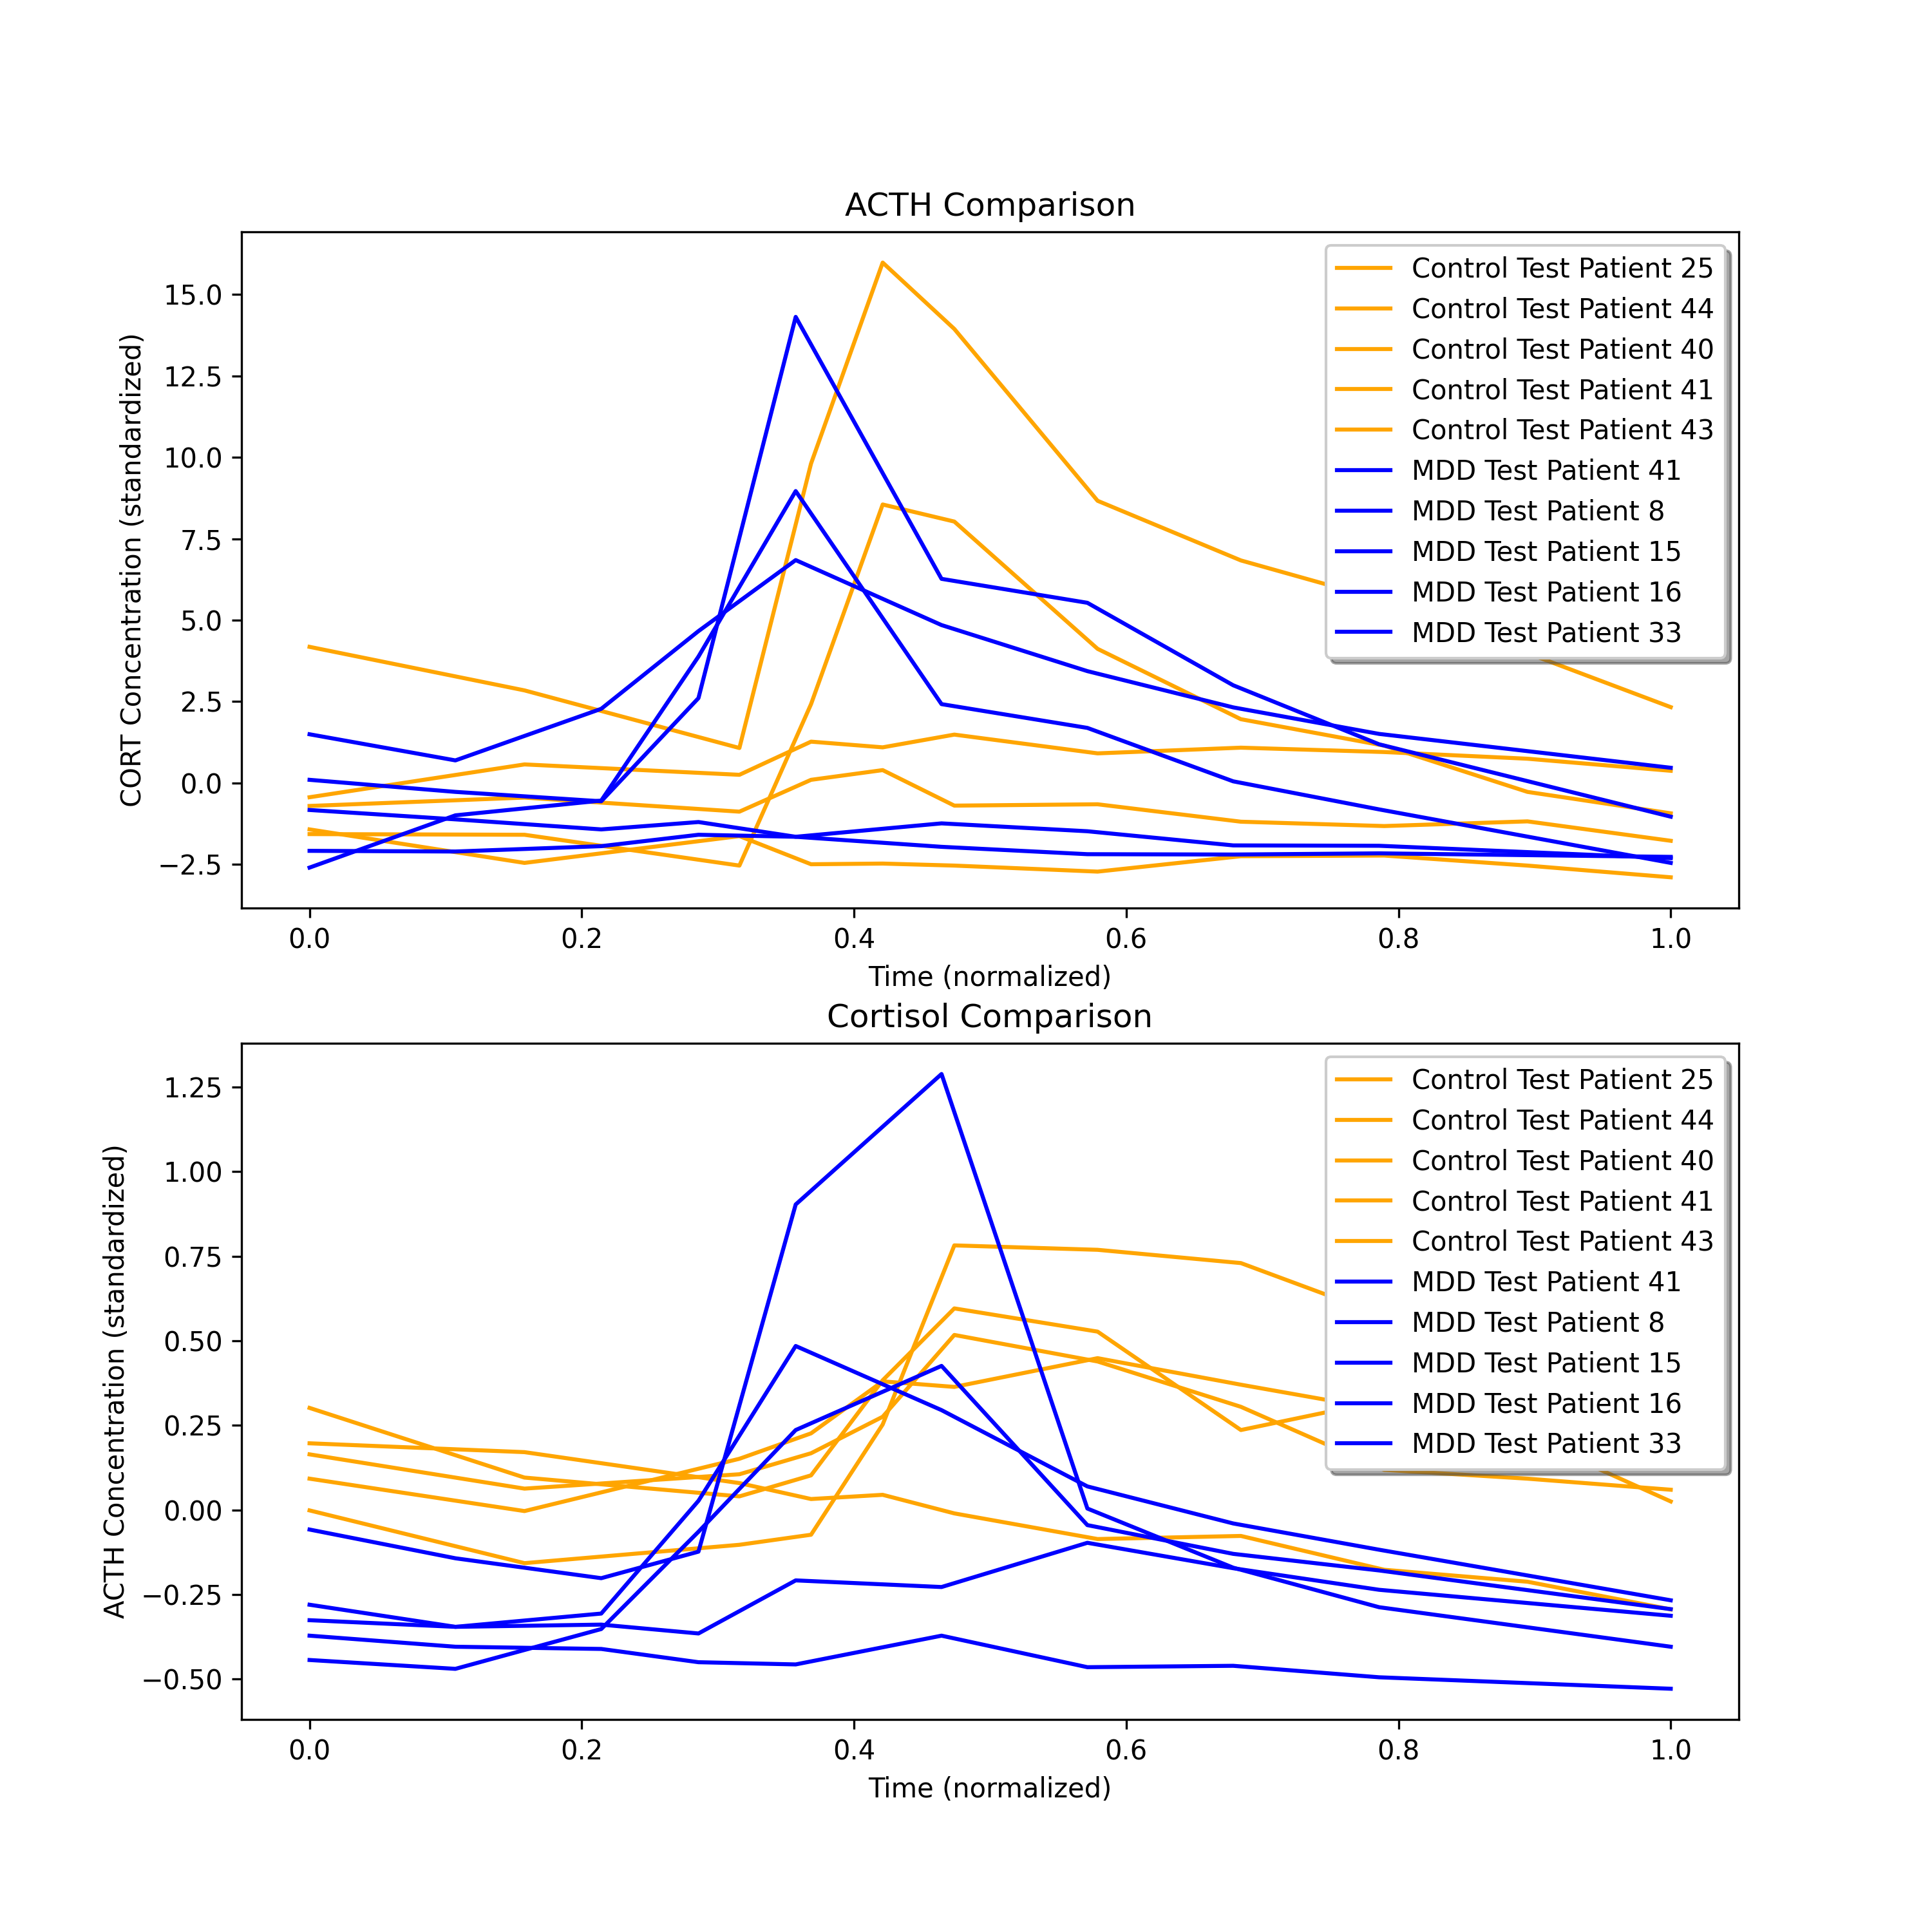 ACTH Comparison
CORT Concentration (standardized)
15.0
12.5
10.0
7.5
5.0
2.5
0.0
−2.5
Control Test Patient 25
Control Test Patient 44
Control Test Patient 40
Control Test Patient 41
Control Test Patient 43
MDD Test Patient 41
MDD Test Patient 8
MDD Test Patient 15
MDD Test Patient 16
MDD Test Patient 33
0.0 0.2 0.4 0.6 0.8 1.0
Time (normalized)
Cortisol Comparison
ACTH Concentration (standardized)
1.25
1.00
0.75
0.50
0.25
0.00
−0.25
−0.50
Control Test Patient 25
Control Test Patient 44
Control Test Patient 40
Control Test Patient 41
Control Test Patient 43
MDD Test Patient 41
MDD Test Patient 8
MDD Test Patient 15
MDD Test Patient 16
MDD Test Patient 33
0.0 0.2 0.4 0.6 0.8 1.0
Time (normalized)